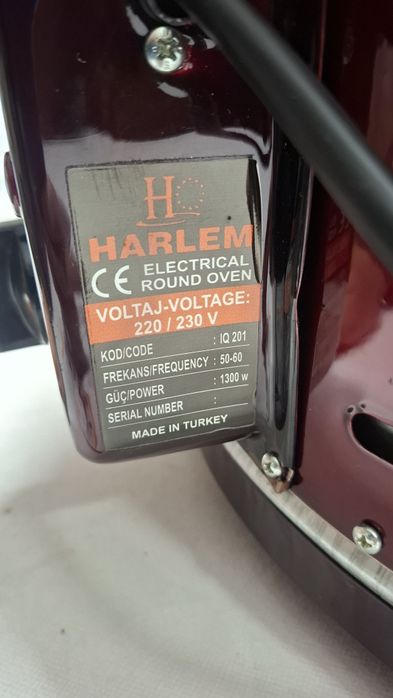 HARLEM
CE ELECTRICAL
ROUND OVEN
VOLTAJ-VOLTAGE:
220 / 230 V
KOD/CODE : IQ 201
FREKANS/FREQUENCY : 50-60
GÜÇ/POWER : 1300 w
SERIAL NUMBER :
MADE IN TURKEY